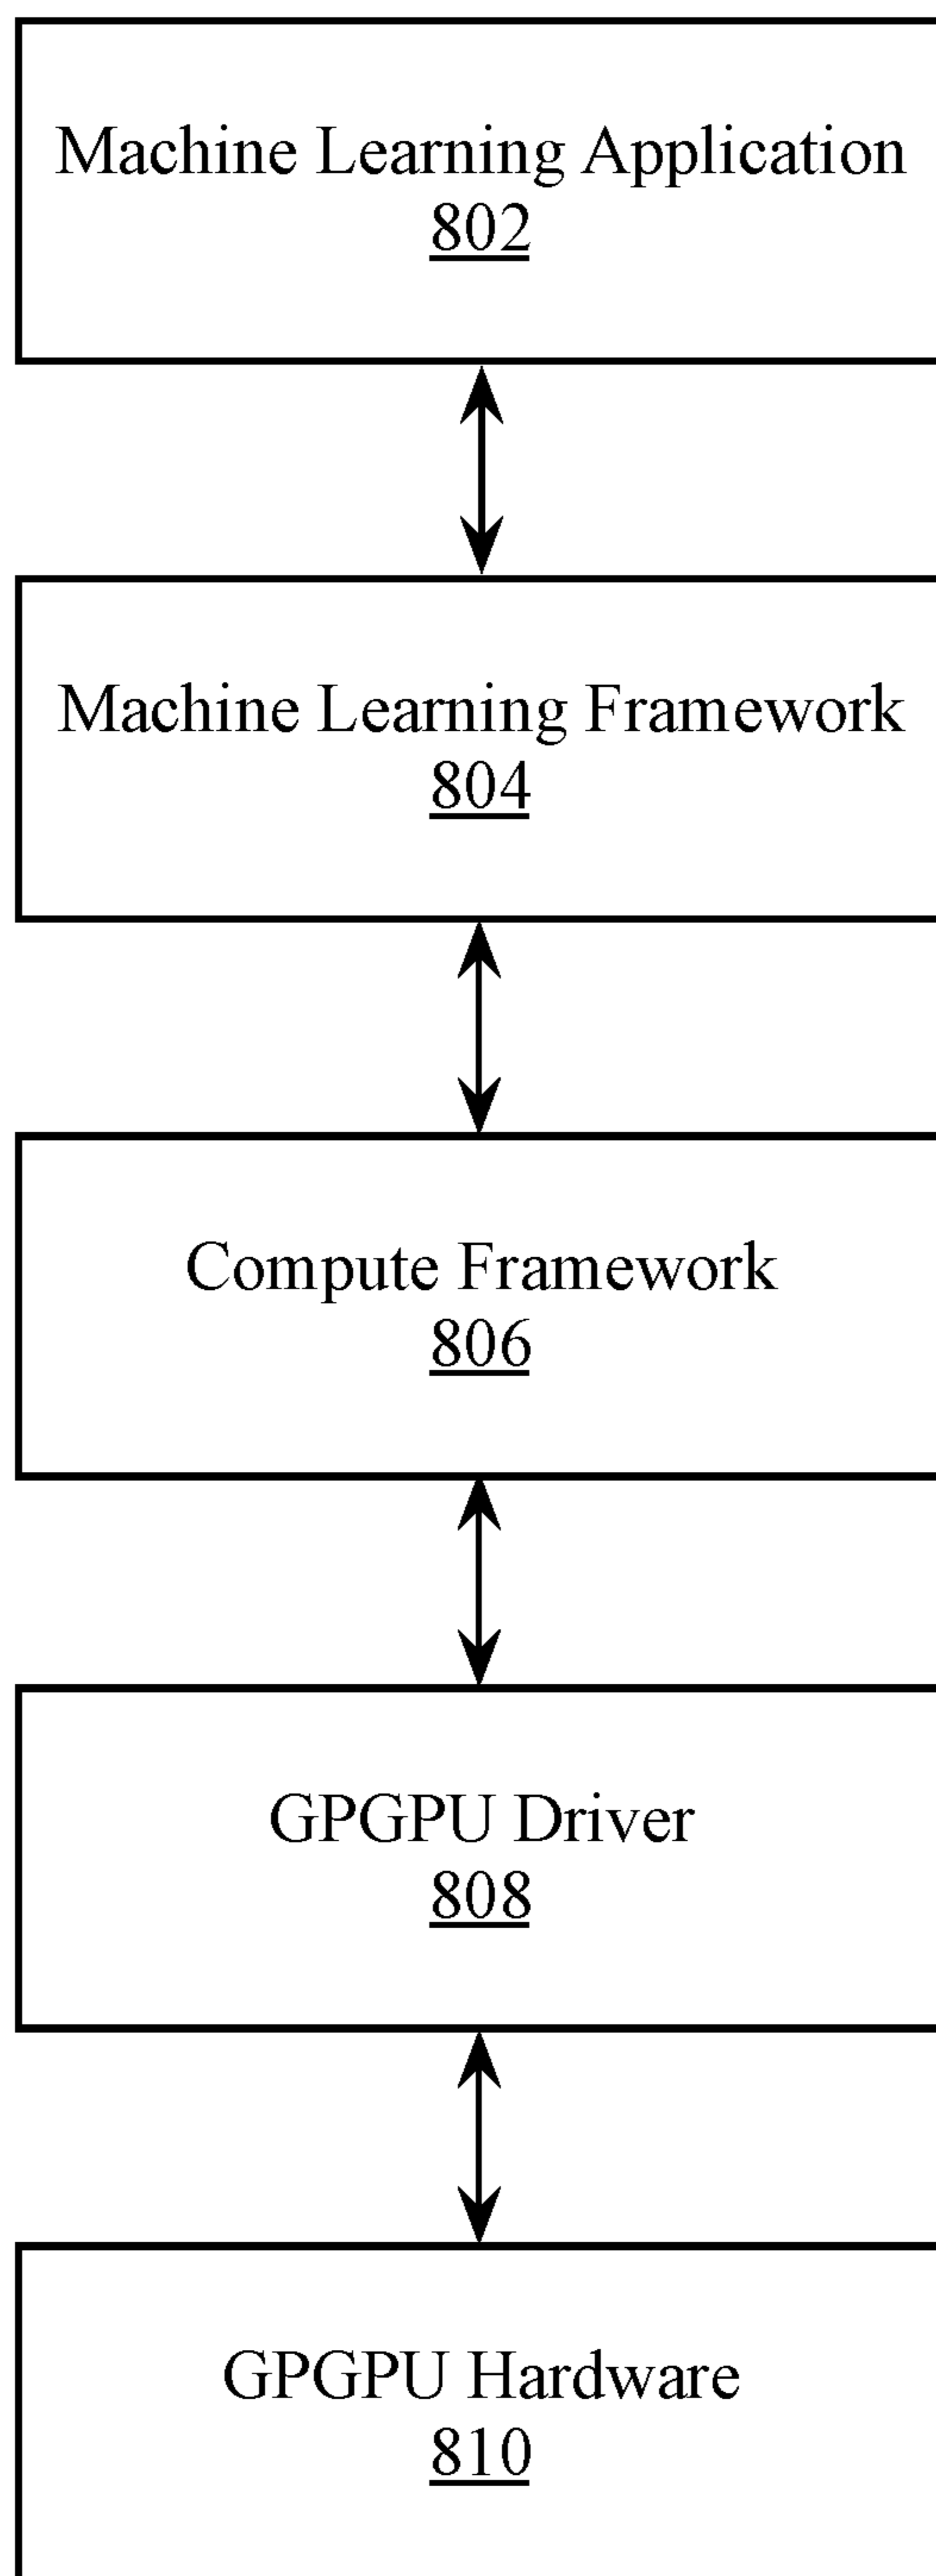 Machine Learning Application
802
Machine Learning Framework
804
Compute Framework
806
GPGPU Driver
808
GPGPU Hardware
810